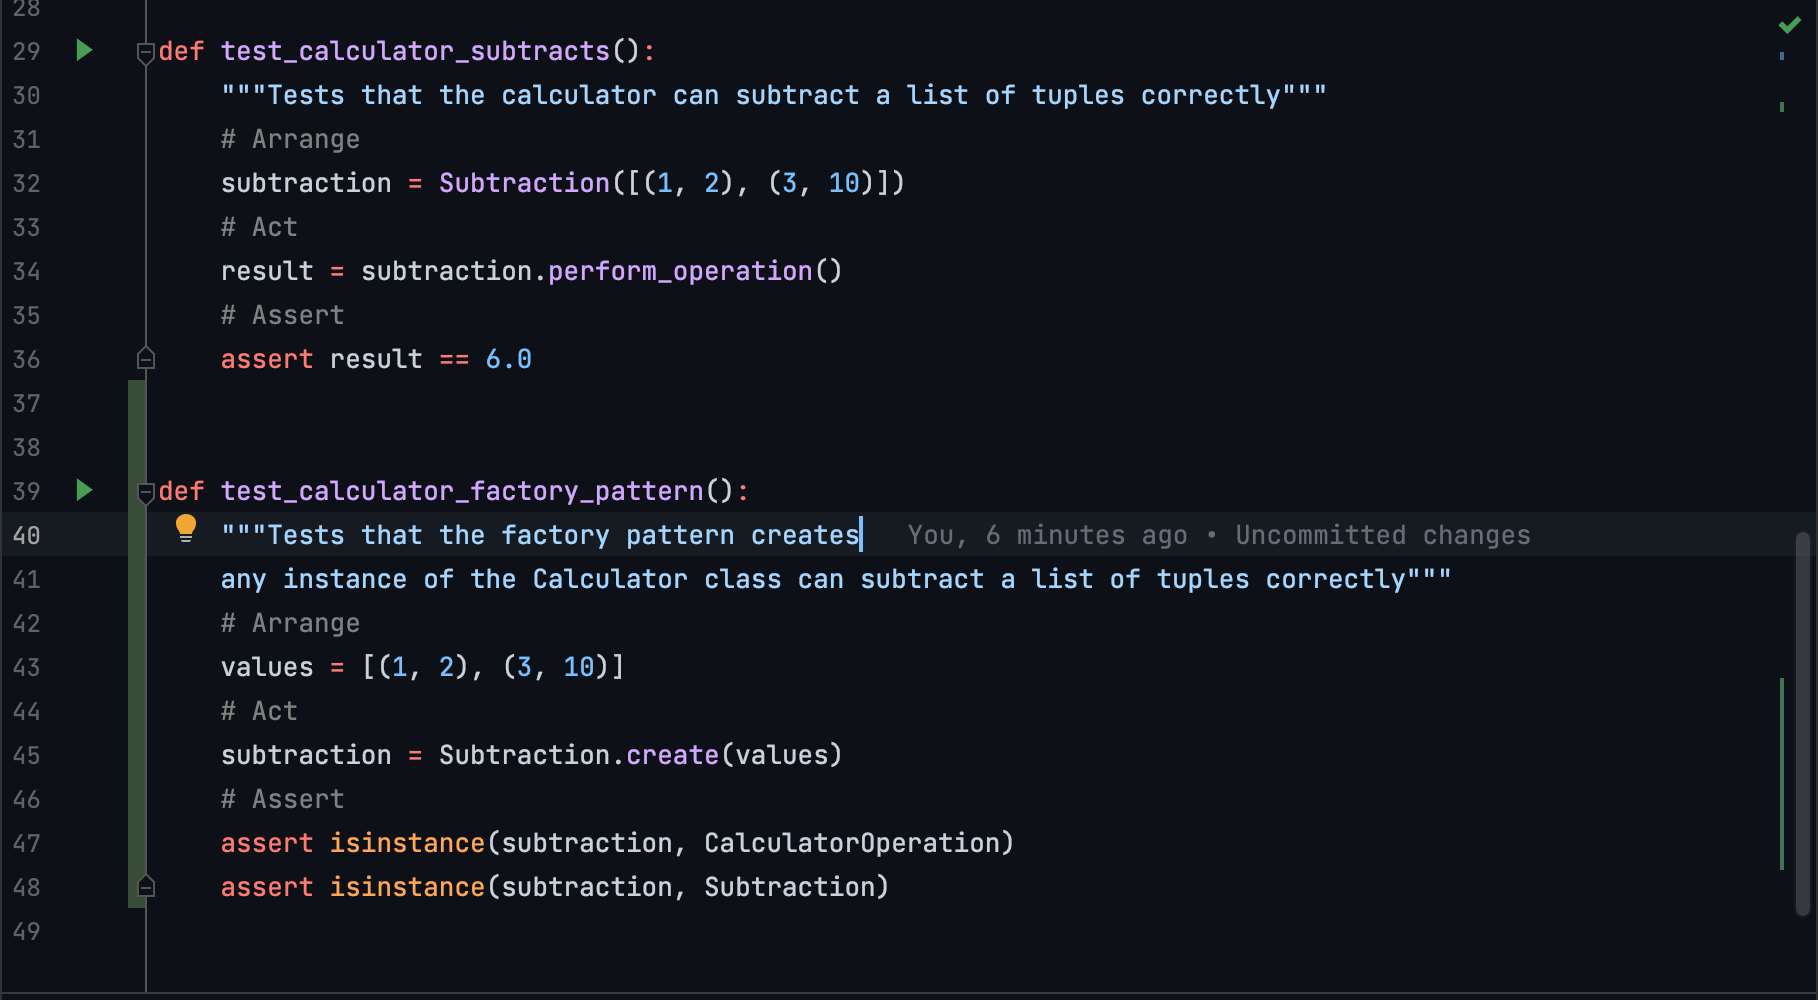 28
29 def test_calculator_subtracts():
30 """Tests that the calculator can subtract a list of tuples correctly"""
31 # Arrange
32 subtraction = Subtraction([(1, 2), (3, 10)])
33 # Act
34 result = subtraction.perform_operation()
35 # Assert
36 assert result == 6.0
37
38
39 def test_calculator_factory_pattern():
40 """Tests that the factory pattern creates You, 6 minutes ago • Uncommitted changes
41 any instance of the Calculator class can subtract a list of tuples correctly"""
42 # Arrange
43 values = [(1, 2), (3, 10)]
44 # Act
45 subtraction = Subtraction.create(values)
46 # Assert
47 assert isinstance(subtraction, CalculatorOperation)
48 assert isinstance(subtraction, Subtraction)
49